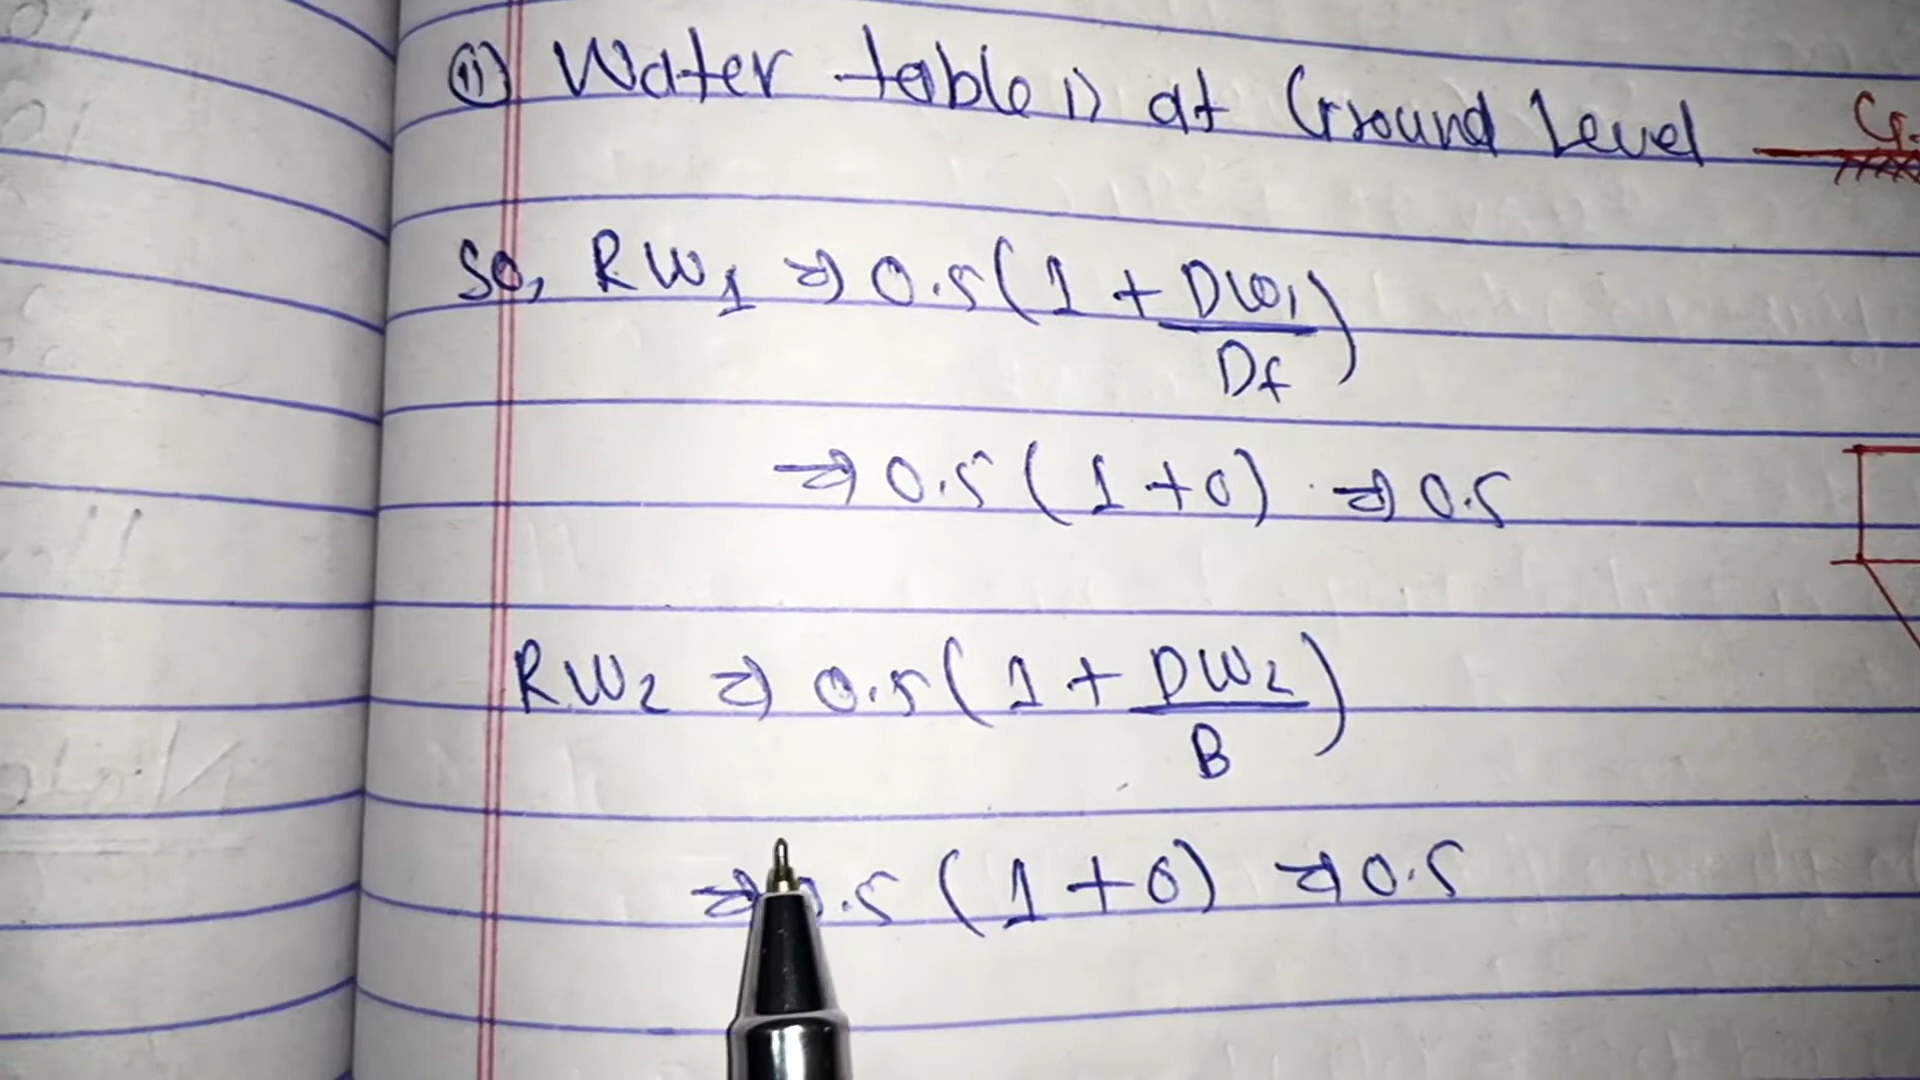 (ii) Water table is at Ground Level
So, RW1 ⇒ 0.5(1 + DW1/Df)
⇒ 0.5(1+0) ⇒ 0.5
RW2 ⇒ 0.5(1 + DW2/B)
⇒ 0.5(1+0) ⇒ 0.5